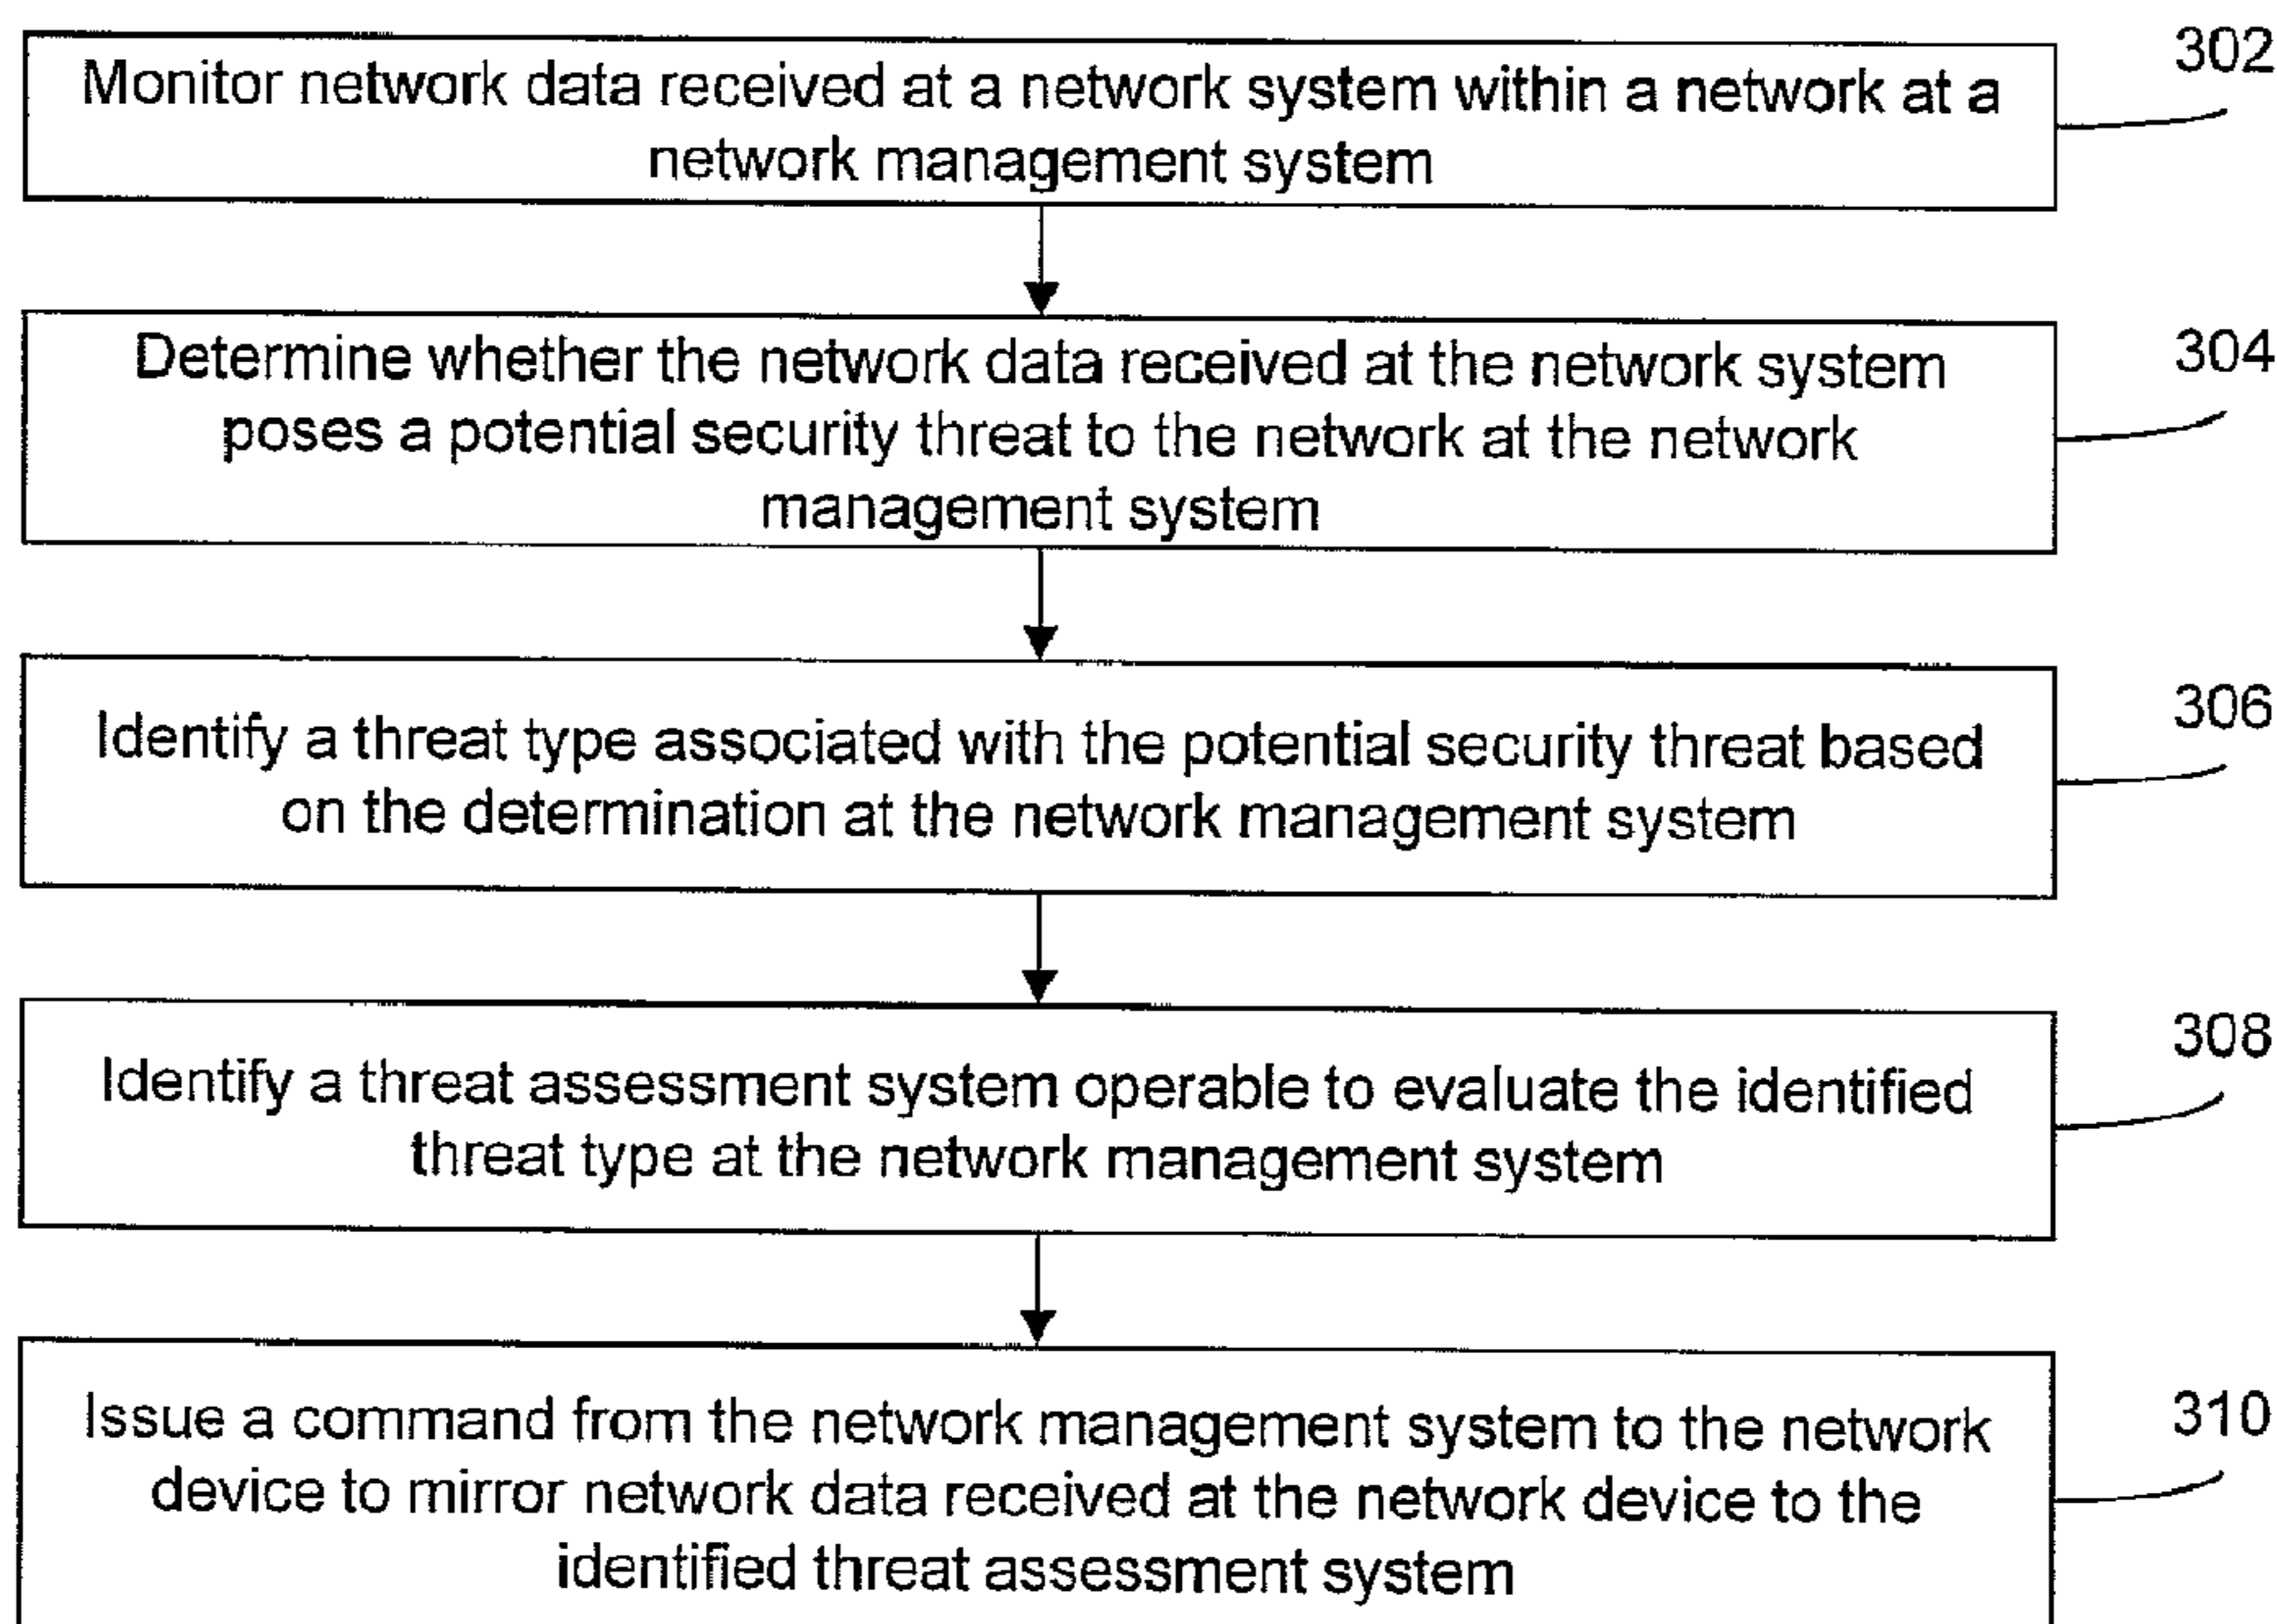 302
Monitor network data received at a network system within a network at a
network management system
304
Determine whether the network data received at the network system
poses a potential security threat to the network at the network
management system
306
Identify a threat type associated with the potential security threat based
on the determination at the network management system
308
Identify a threat assessment system operable to evaluate the identified
threat type at the network management system
310
Issue a command from the network management system to the network
device to mirror network data received at the network device to the
identified threat assessment system